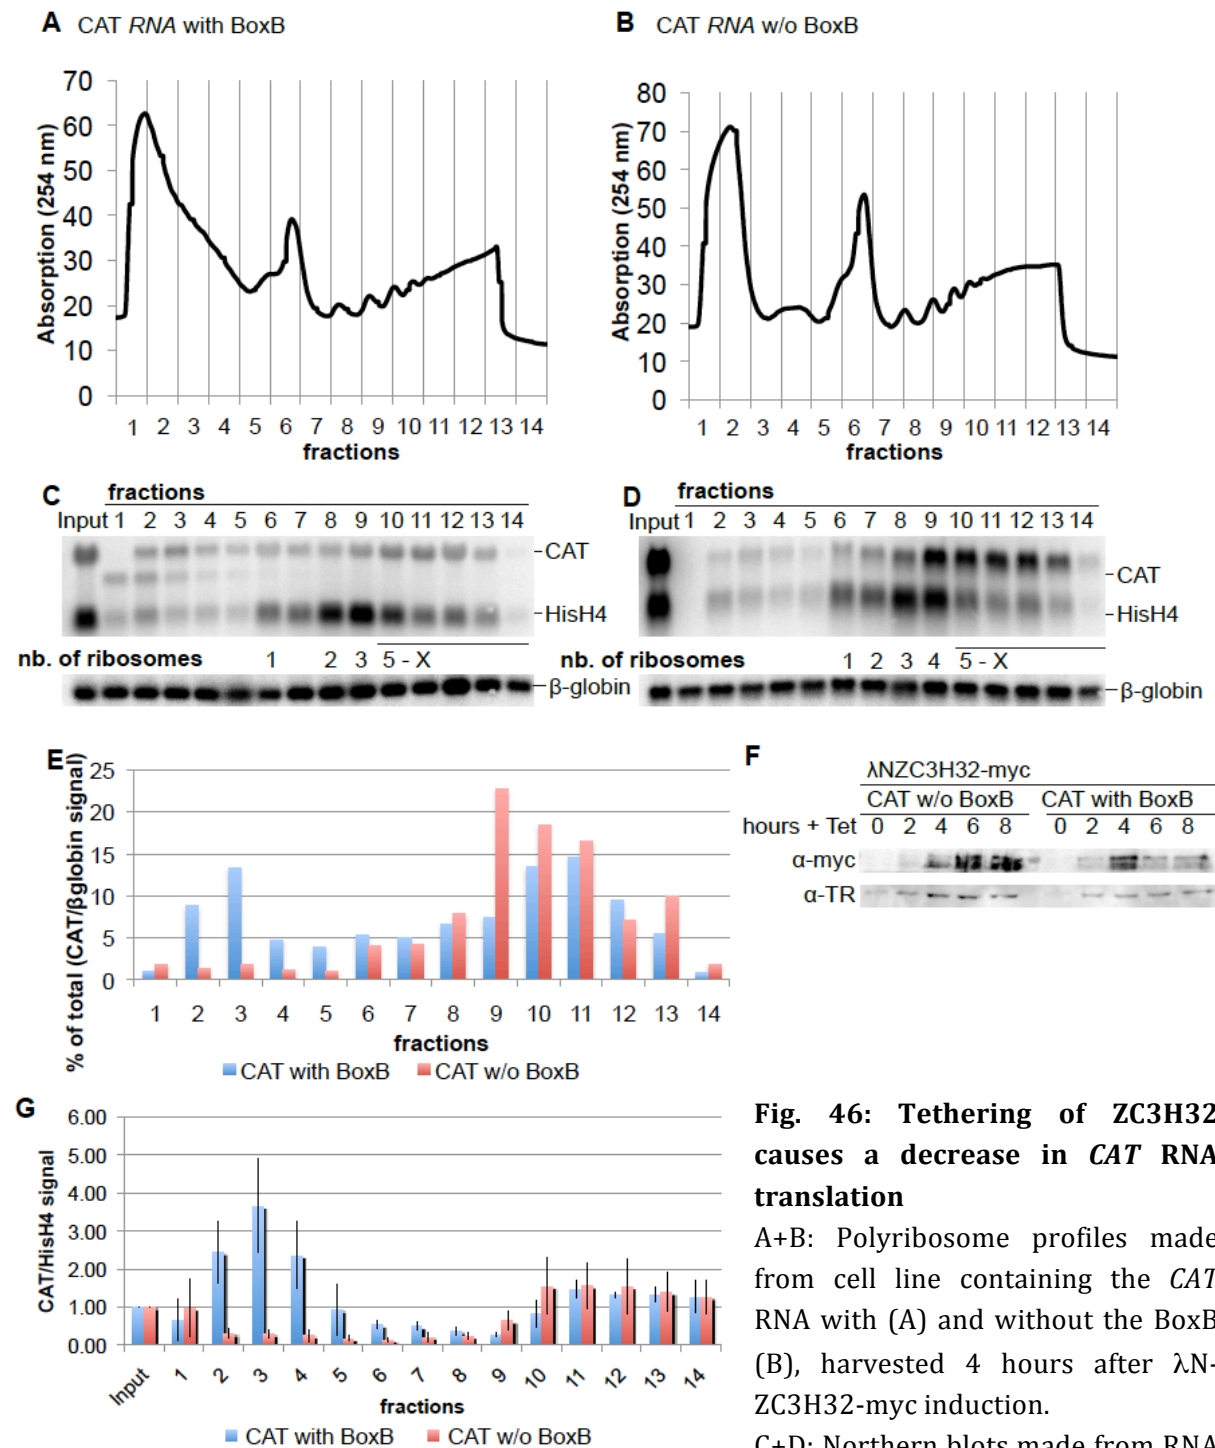 A CAT RNA with BoxB
Absorption (254 nm)
70
60
50
40
30
20
10
0
1 2 3 4 5 6 7 8 9 10 11 12 13 14
fractions
B CAT RNA w/o BoxB
Absorption (254 nm)
80
70
60
50
40
30
20
10
0
1 2 3 4 5 6 7 8 9 10 11 12 13 14
fractions
C fractions
Input 1 2 3 4 5 6 7 8 9 10 11 12 13 14
-CAT
-HisH4
nb. of ribosomes 1 2 3 5 - X
-β-globin
D fractions
Input 1 2 3 4 5 6 7 8 9 10 11 12 13 14
-CAT
-HisH4
nb. of ribosomes 1 2 3 4 5 - X
-β-globin
E
% of total (CAT/βglobin signal)
25
20
15
10
5
0
1 2 3 4 5 6 7 8 9 10 11 12 13 14
fractions
CAT with BoxB CAT w/o BoxB
F
λNZC3H32-myc
CAT w/o BoxB CAT with BoxB
hours + Tet 0 2 4 6 8 0 2 4 6 8
α-myc
α-TR
G
CAT/HisH4 signal
6.00
5.00
4.00
3.00
2.00
1.00
0.00
Input 1 2 3 4 5 6 7 8 9 10 11 12 13 14
fractions
CAT with BoxB CAT w/o BoxB
Fig. 46: Tethering of ZC3H32
causes a decrease in CAT RNA
translation
A+B: Polyribosome profiles made
from cell line containing the CAT
RNA with (A) and without the BoxB
(B), harvested 4 hours after λN-
ZC3H32-myc induction.
C+D: Northern blots made from RNA